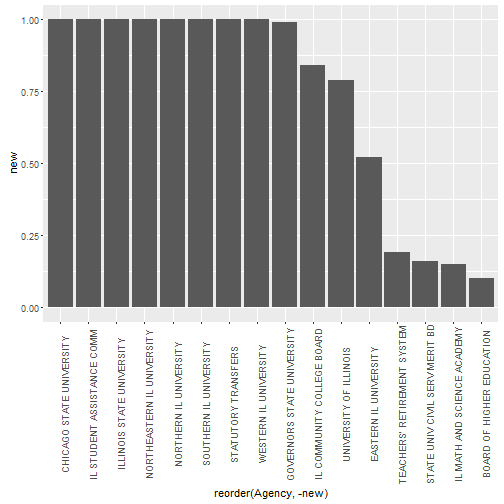 1.00
0.75
0.50
0.25
0.00
new
CHICAGO STATE UNIVERSITY
IL STUDENT ASSISTANCE COMM
ILLINOIS STATE UNIVERSITY
NORTHEASTERN IL UNIVERSITY
NORTHERN IL UNIVERSITY
SOUTHERN IL UNIVERSITY
STATUTORY TRANSFERS
WESTERN IL UNIVERSITY
GOVERNORS STATE UNIVERSITY
IL COMMUNITY COLLEGE BOARD
UNIVERSITY OF ILLINOIS
EASTERN IL UNIVERSITY
TEACHERS' RETIREMENT SYSTEM
STATE UNIV CIVIL SERV MERIT BD
IL MATH AND SCIENCE ACADEMY
BOARD OF HIGHER EDUCATION
reorder(Agency, -new)